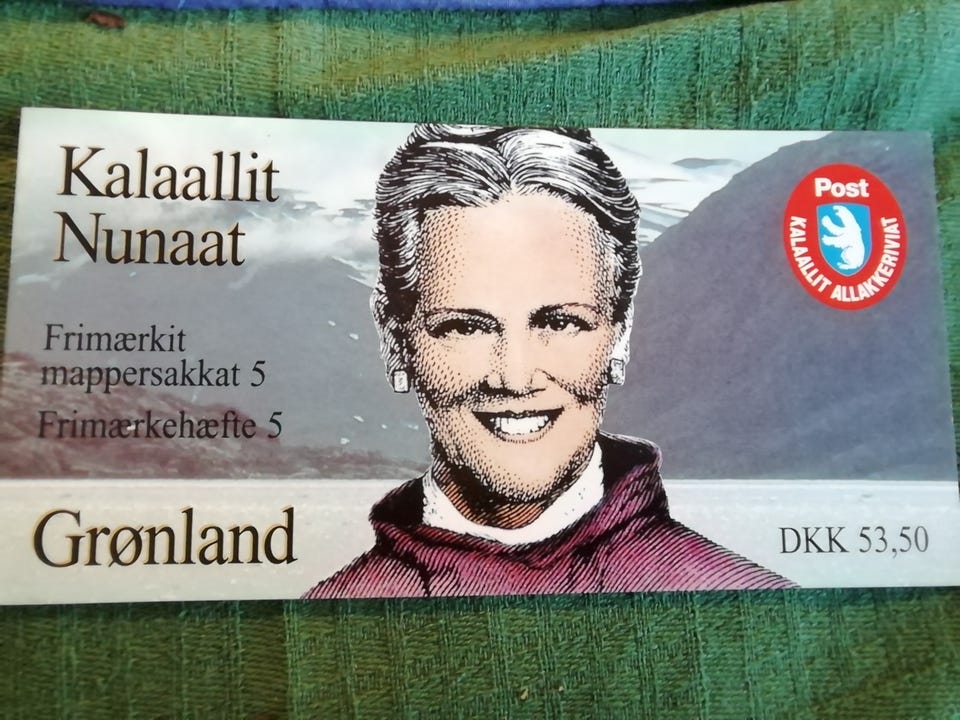 Kalaallit
Nunaat
Frimærkit
mappersakkat 5
Frimærkehæfte 5
Grønland
Post
KALAALLIT ALLAKKERIVIAT
DKK 53,50